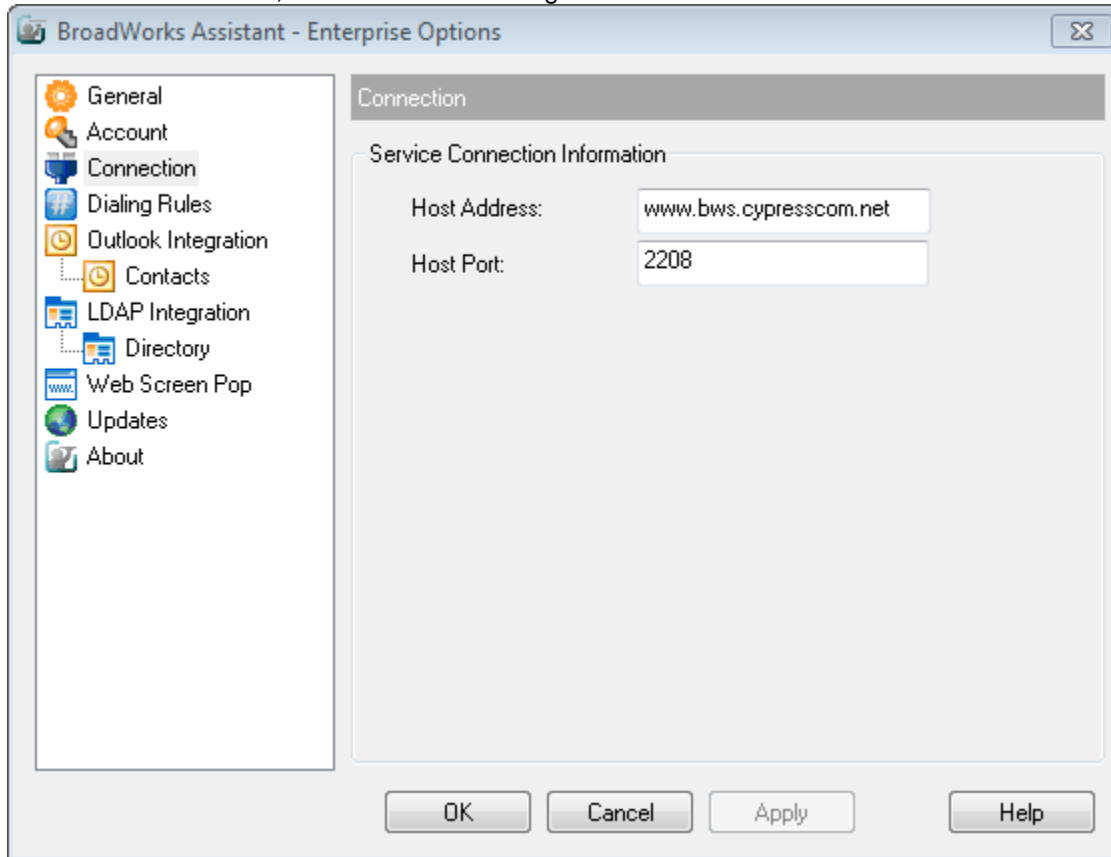 BroadWorks Assistant - Enterprise Options
General
Account
Connection
Dialing Rules
Outlook Integration
Contacts
LDAP Integration
Directory
www.
Web Screen Pop
Updates
About
Connection
Service Connection Information
Host Address: www.bws.cypresscom.net
Host Port: 2208
OK Cancel Apply Help